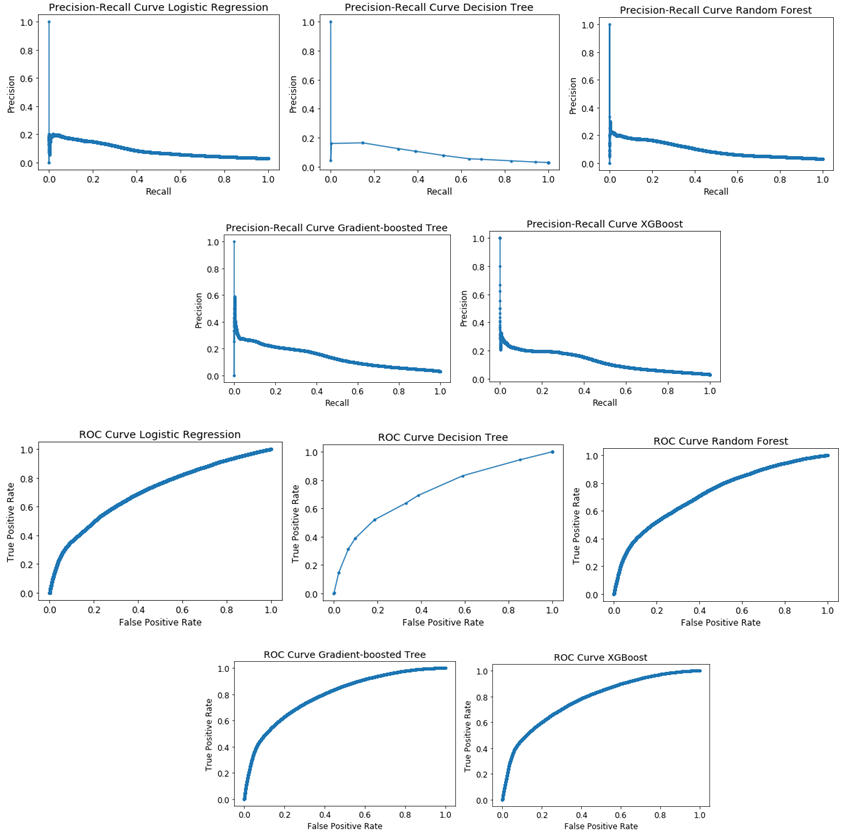 Precision-Recall Curve Logistic Regression
1.0
0.8
0.6
0.4
0.2
0.0
Precision
0.0 0.2 0.4 0.6 0.8 1.0
Recall
Precision-Recall Curve Decision Tree
1.0
0.8
0.6
0.4
0.2
0.0
Precision
0.0 0.2 0.4 0.6 0.8 1.0
Recall
Precision-Recall Curve Random Forest
1.0
0.8
0.6
0.4
0.2
0.0
Precision
0.0 0.2 0.4 0.6 0.8 1.0
Recall
Precision-Recall Curve Gradient-boosted Tree
1.0
0.8
0.6
0.4
0.2
0.0
Precision
0.0 0.2 0.4 0.6 0.8 1.0
Recall
Precision-Recall Curve XGBoost
1.0
0.8
0.6
0.4
0.2
0.0
Precision
0.0 0.2 0.4 0.6 0.8 1.0
Recall
ROC Curve Logistic Regression
1.0
0.8
0.6
0.4
0.2
0.0
True Positive Rate
0.0 0.2 0.4 0.6 0.8 1.0
False Positive Rate
ROC Curve Decision Tree
1.0
0.8
0.6
0.4
0.2
0.0
True Positive Rate
0.0 0.2 0.4 0.6 0.8 1.0
False Positive Rate
ROC Curve Random Forest
1.0
0.8
0.6
0.4
0.2
0.0
True Positive Rate
0.0 0.2 0.4 0.6 0.8 1.0
False Positive Rate
ROC Curve Gradient-boosted Tree
1.0
0.8
0.6
0.4
0.2
0.0
True Positive Rate
0.0 0.2 0.4 0.6 0.8 1.0
False Positive Rate
ROC Curve XGBoost
1.0
0.8
0.6
0.4
0.2
0.0
True Positive Rate
0.0 0.2 0.4 0.6 0.8 1.0
False Positive Rate